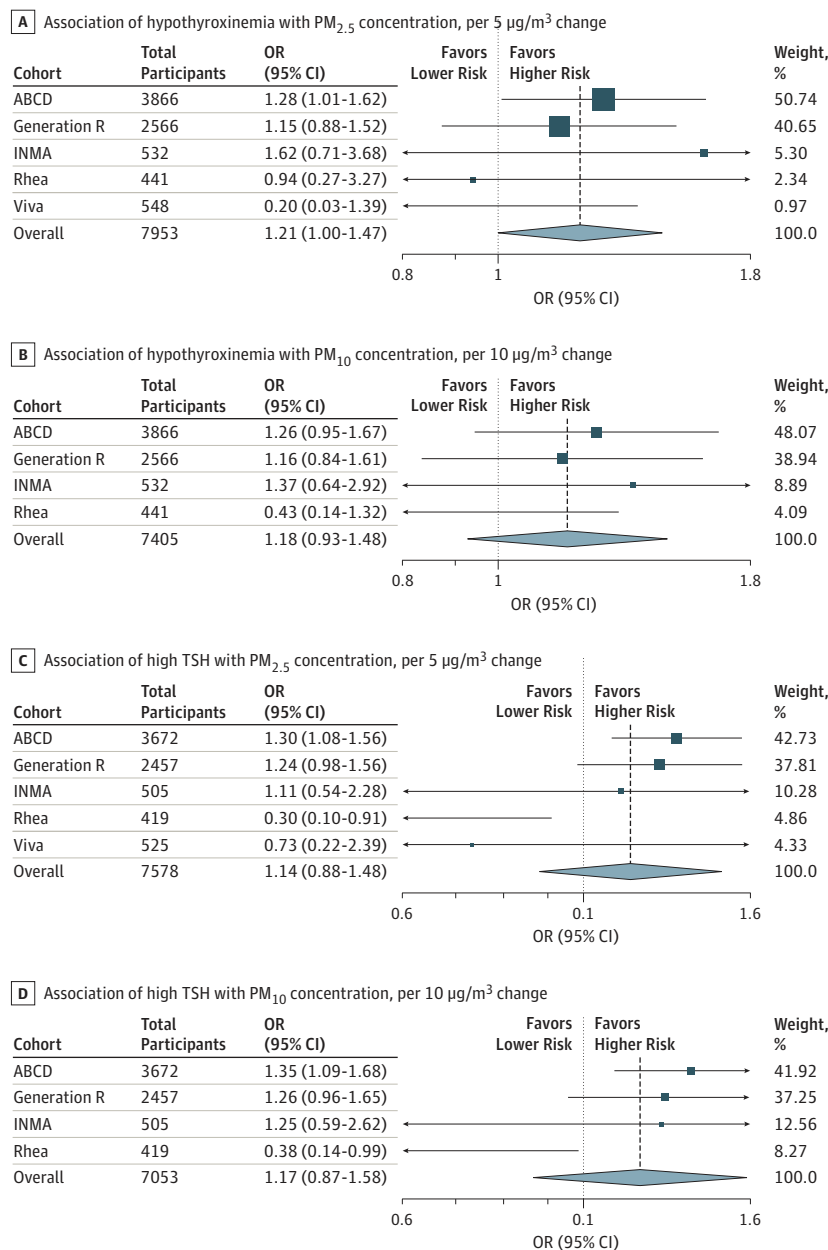 A Association of hypothyroxinemia with PM2.5 concentration, per 5 µg/m3 change
Cohort Total Participants OR (95% CI) Favors Lower Risk Favors Higher Risk Weight, %
ABCD 3866 1.28 (1.01-1.62) 50.74
Generation R 2566 1.15 (0.88-1.52) 40.65
INMA 532 1.62 (0.71-3.68) 5.30
Rhea 441 0.94 (0.27-3.27) 2.34
Viva 548 0.20 (0.03-1.39) 0.97
Overall 7953 1.21 (1.00-1.47) 100.0
0.8 1 1.8
OR (95% CI)
B Association of hypothyroxinemia with PM10 concentration, per 10 µg/m3 change
Cohort Total Participants OR (95% CI) Favors Lower Risk Favors Higher Risk Weight, %
ABCD 3866 1.26 (0.95-1.67) 48.07
Generation R 2566 1.16 (0.84-1.61) 38.94
INMA 532 1.37 (0.64-2.92) 8.89
Rhea 441 0.43 (0.14-1.32) 4.09
Overall 7405 1.18 (0.93-1.48) 100.0
0.8 1 1.8
OR (95% CI)
C Association of high TSH with PM2.5 concentration, per 5 µg/m3 change
Cohort Total Participants OR (95% CI) Favors Lower Risk Favors Higher Risk Weight, %
ABCD 3672 1.30 (1.08-1.56) 42.73
Generation R 2457 1.24 (0.98-1.56) 37.81
INMA 505 1.11 (0.54-2.28) 10.28
Rhea 419 0.30 (0.10-0.91) 4.86
Viva 525 0.73 (0.22-2.39) 4.33
Overall 7578 1.14 (0.88-1.48) 100.0
0.6 0.1 1.6
OR (95% CI)
D Association of high TSH with PM10 concentration, per 10 µg/m3 change
Cohort Total Participants OR (95% CI) Favors Lower Risk Favors Higher Risk Weight, %
ABCD 3672 1.35 (1.09-1.68) 41.92
Generation R 2457 1.26 (0.96-1.65) 37.25
INMA 505 1.25 (0.59-2.62) 12.56
Rhea 419 0.38 (0.14-0.99) 8.27
Overall 7053 1.17 (0.87-1.58) 100.0
0.6 0.1 1.6
OR (95% CI)